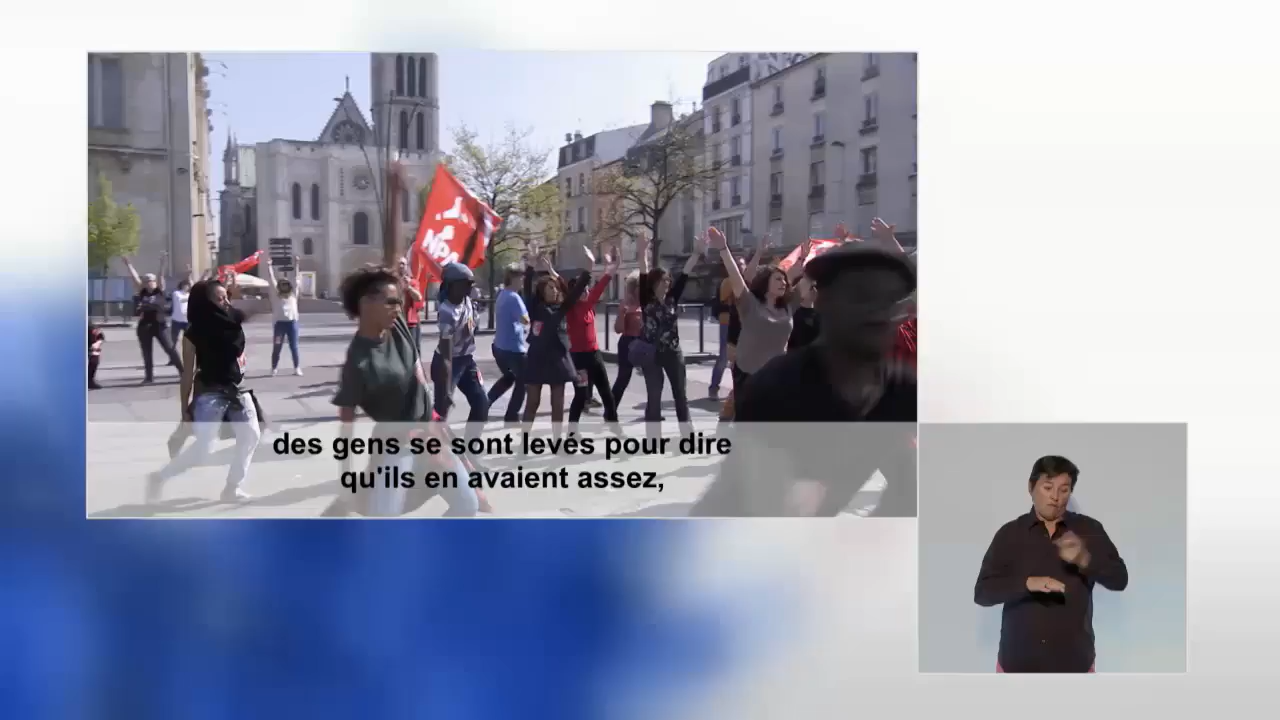 NPA
des gens se sont levés pour dire
qu'ils en avaient assez,